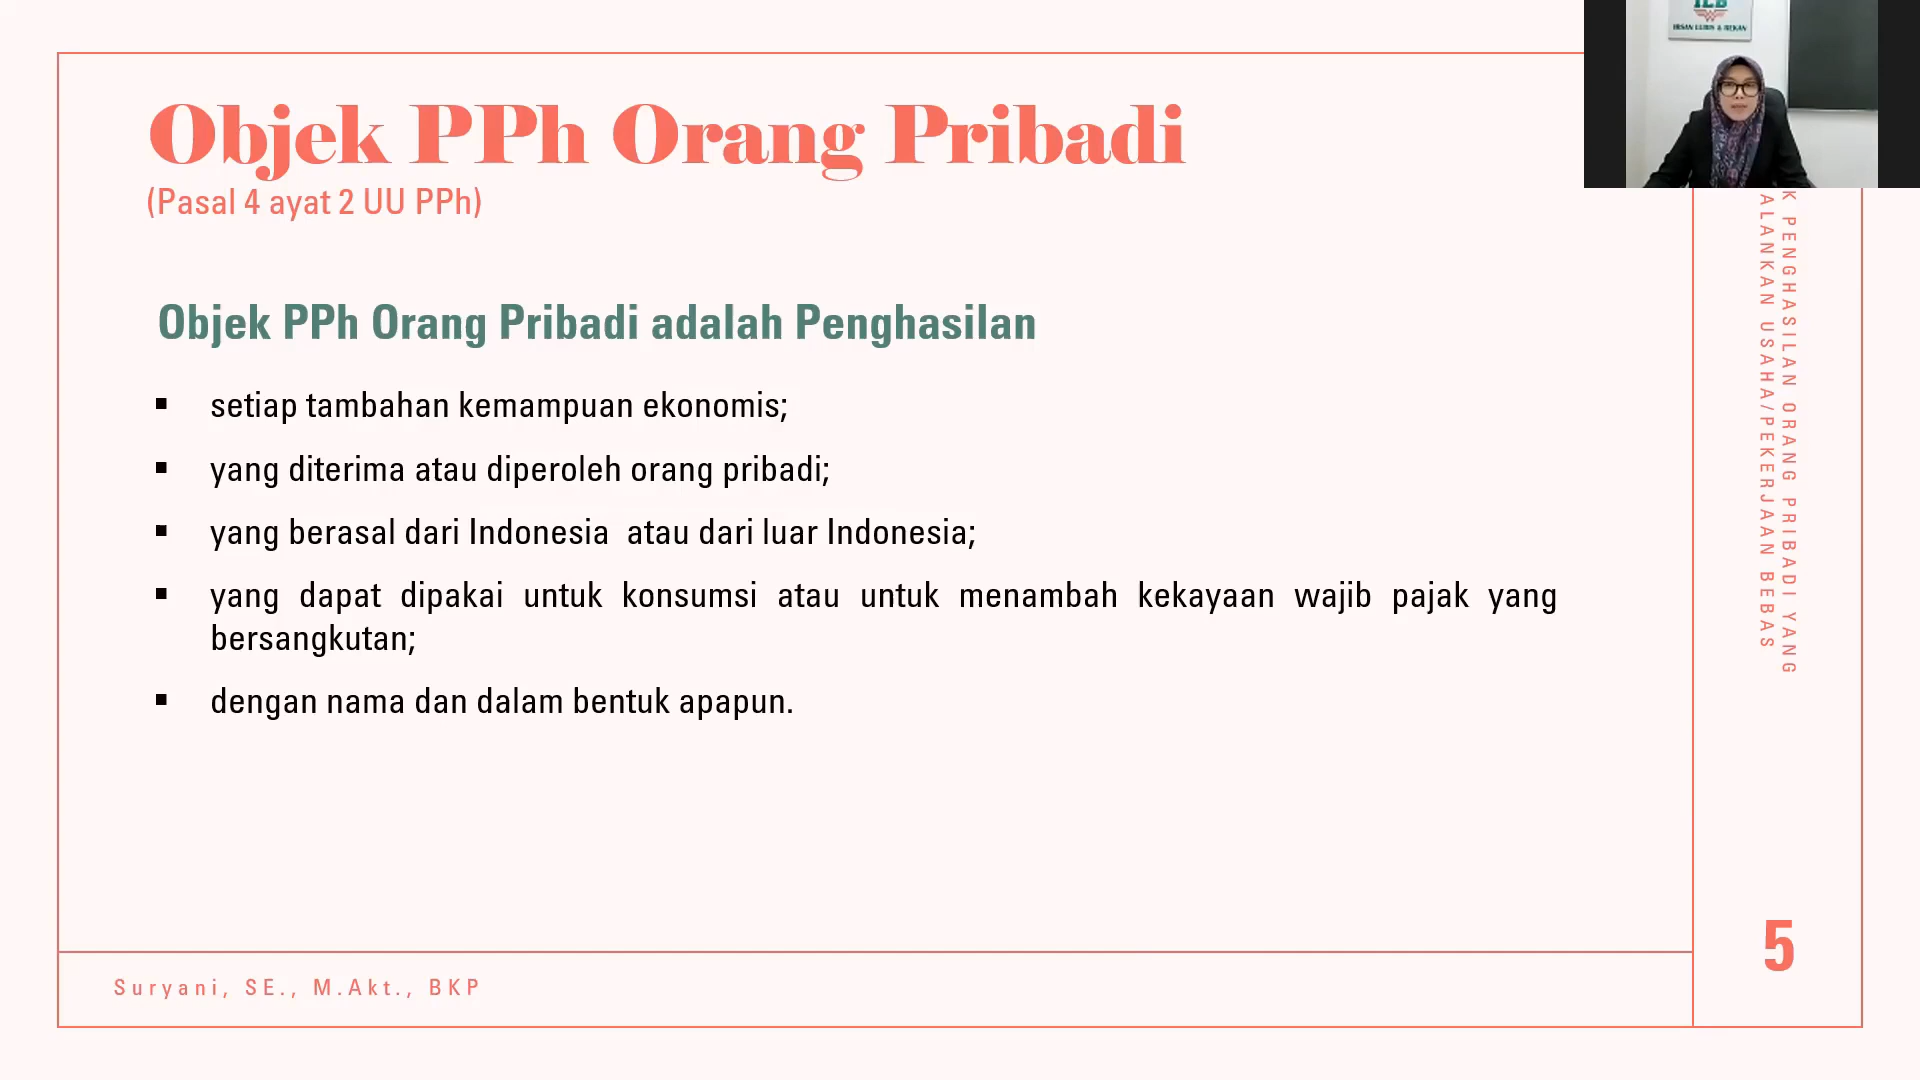 Objek PPh Orang Pribadi
(Pasal 4 ayat 2 UU PPh)
Objek PPh Orang Pribadi adalah Penghasilan
▪ setiap tambahan kemampuan ekonomis;
▪ yang diterima atau diperoleh orang pribadi;
▪ yang berasal dari Indonesia  atau dari luar Indonesia;
▪ yang dapat dipakai untuk konsumsi atau untuk menambah kekayaan wajib pajak yang
bersangkutan;
▪ dengan nama dan dalam bentuk apapun.
PENGHASILAN ORANG PRIBADI YANG
USAHA/PEKERJAAN BEBAS
5
Suryani, SE., M.Akt., BKP
IRSAN LUBIS & REKAN